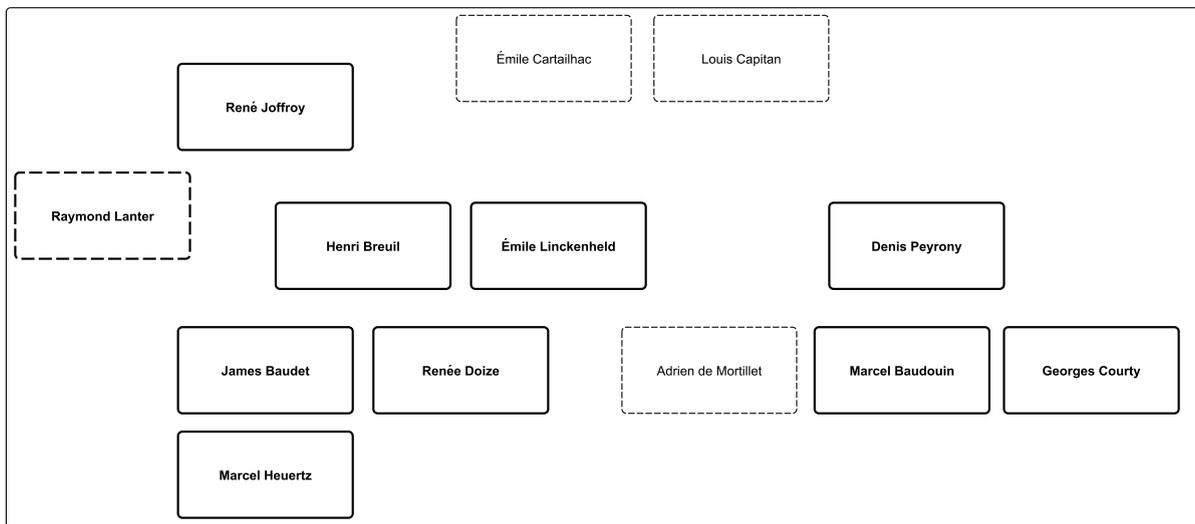 Émile Cartailhac
Louis Capitan
René Joffroy
Raymond Lanter
Henri Breuil
Émile Linckenheld
Denis Peyrony
James Baudet
Renée Doize
Adrien de Mortillet
Marcel Baudouin
Georges Courty
Marcel Heuertz